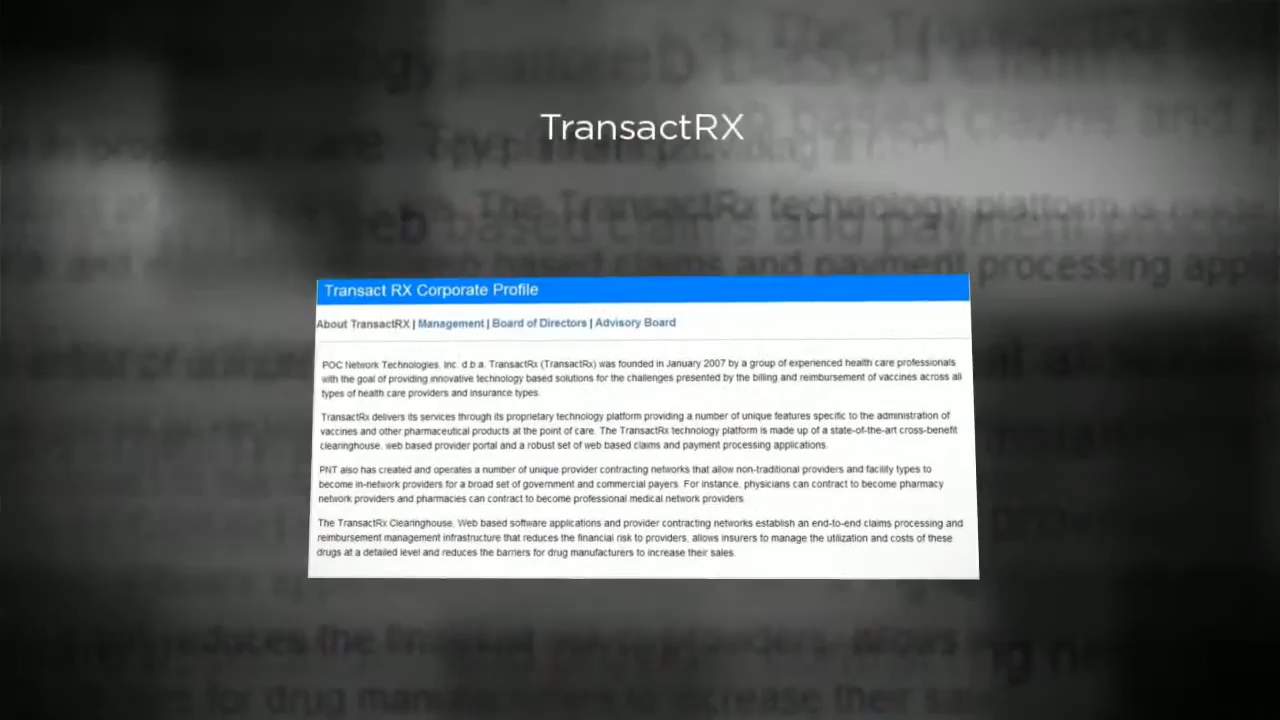 TransactRX
Transact RX Corporate Profile
About TransactRX | Management | Board of Directors | Advisory Board
POC Network Technologies, Inc. d.b.a. TransactRx (TransactRx) was founded in January 2007 by a group of experienced health care professionals
with the goal of providing innovative technology based solutions for the challenges presented by the billing and reimbursement of vaccines across all
types of health care providers and insurance types.
TransactRx delivers its services through its proprietary technology platform providing a number of unique features specific to the administration of
vaccines and other pharmaceutical products at the point of care. The TransactRx technology platform is made up of a state-of-the-art cross-benefit
clearinghouse, web based provider portal and a robust set of web based claims and payment processing applications.
PNT also has created and operates a number of unique provider contracting networks that allow non-traditional providers and facility types to
become in-network providers for a broad set of government and commercial payers. For instance, physicians can contract to become pharmacy
network providers and pharmacies can contract to become professional medical network providers.
The TransactRx Clearinghouse, Web based software applications and provider contracting networks establish an end-to-end claims processing and
reimbursement management infrastructure that reduces the financial risk to providers, allows insurers to manage the utilization and costs of these
drugs at a detailed level and reduces the barriers for drug manufacturers to increase their sales.